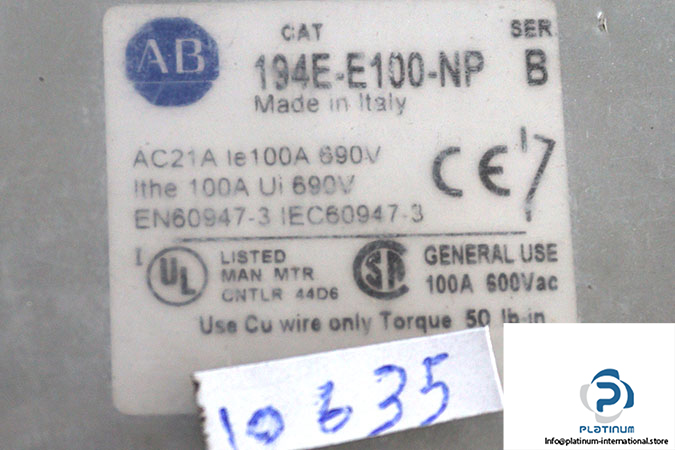 AB
CAT
SER
194E-E100-NP
B
Made in Italy
AC21A Ie100A 690V
Ithe 100A Ui 690V
EN60947-3 IEC60947-3
CE
UL
LISTED
MAN MTR
CNTLR 44D6
SA
GENERAL USE
100A 600Vac
Use Cu wire only Torque 50 lb-in
10635
PLATINUM
Info@platinum-international.store